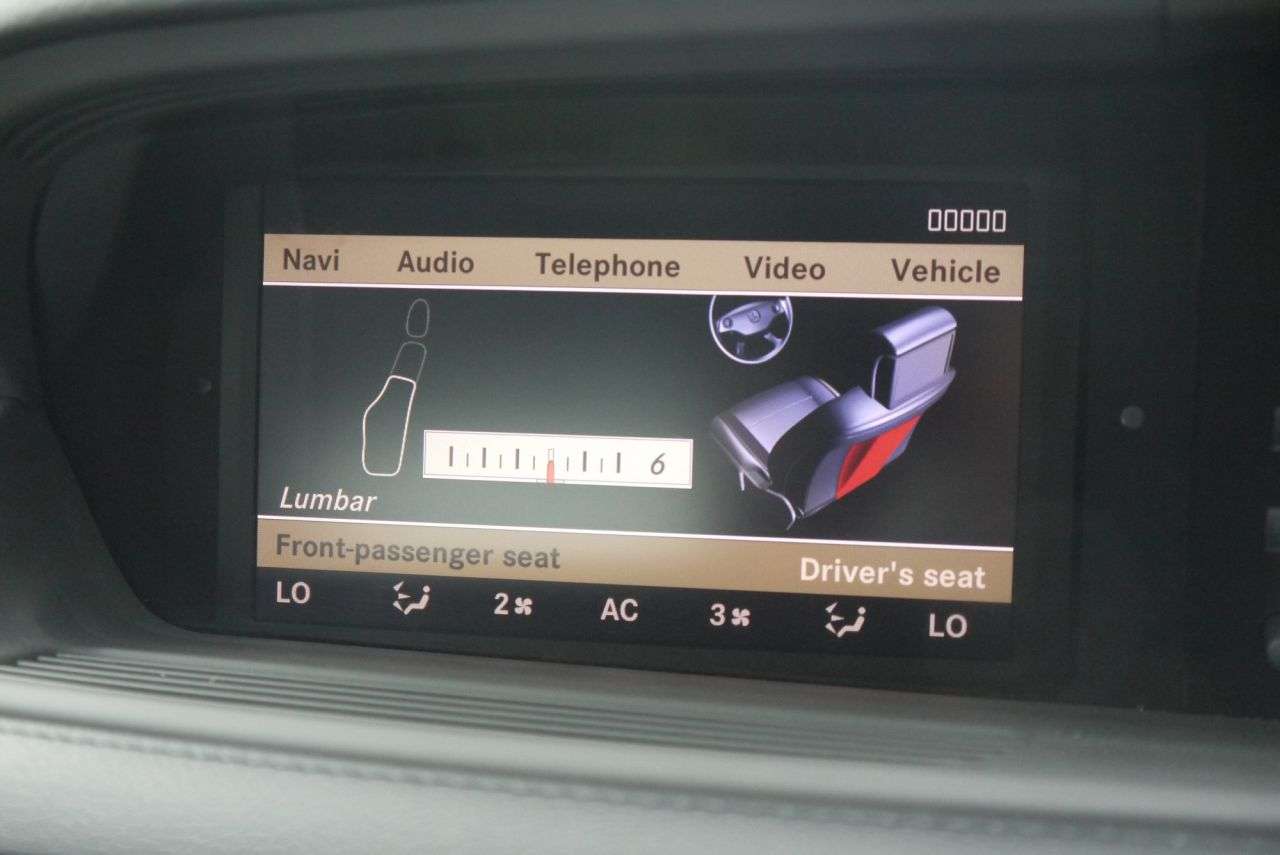 Navi Audio Telephone Video Vehicle
6
Lumbar
Front-passenger seat Driver's seat
LO 2 AC 3 LO